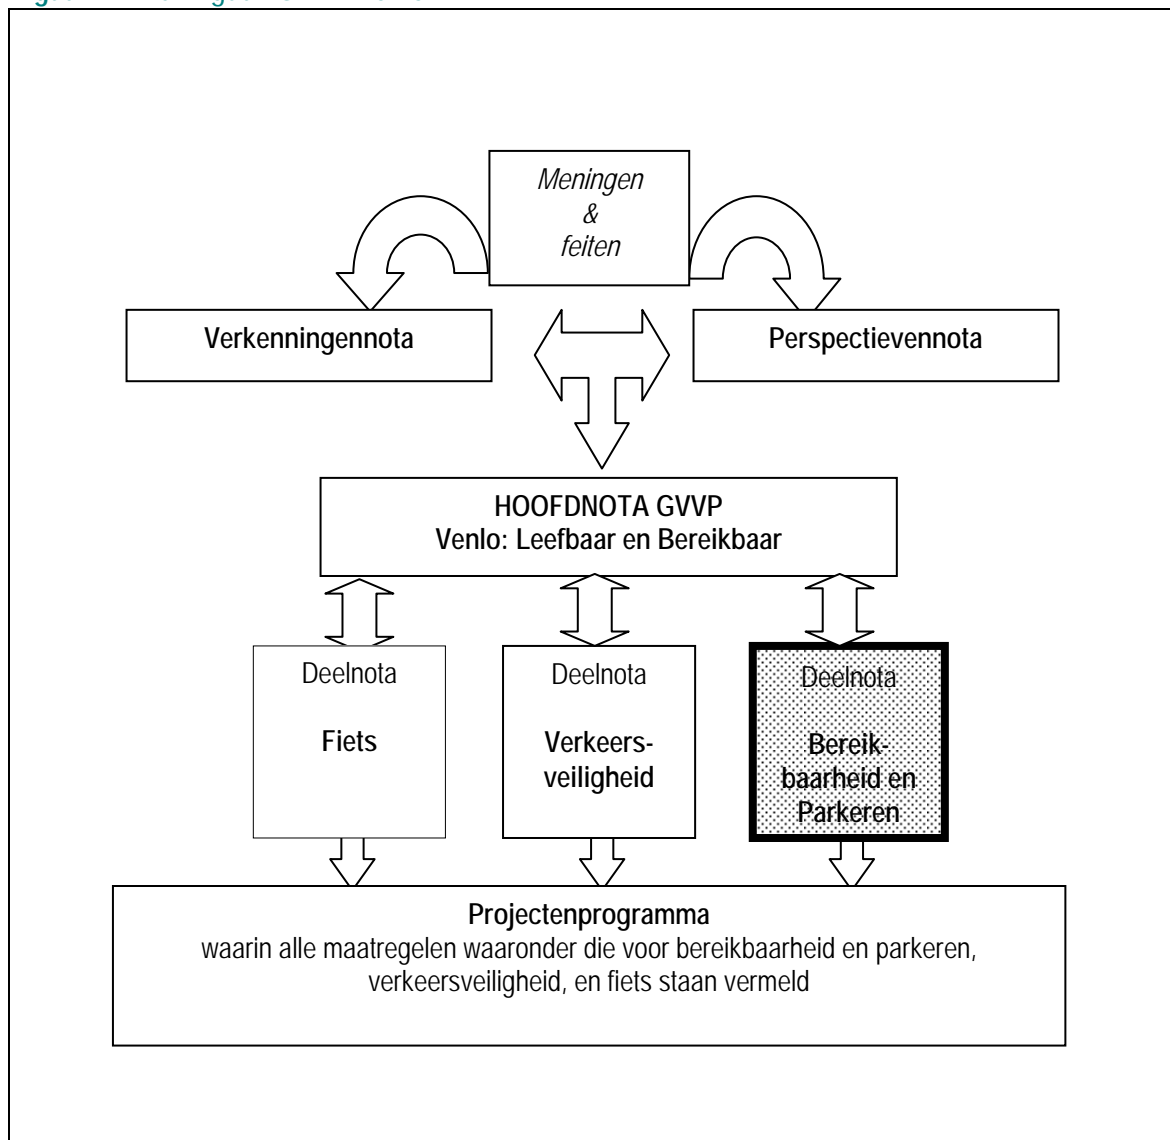 Meningen
&
feiten
Verkenningennota
Perspectievennota
HOOFDNOTA GVVP
Venlo: Leefbaar en Bereikbaar
Deelnota
Fiets
Deelnota
Verkeers-
veiligheid
Deelnota
Bereik-
baarheid en
Parkeren
Projectenprogramma
waarin alle maatregelen waaronder die voor bereikbaarheid en parkeren,
verkeersveiligheid, en fiets staan vermeld